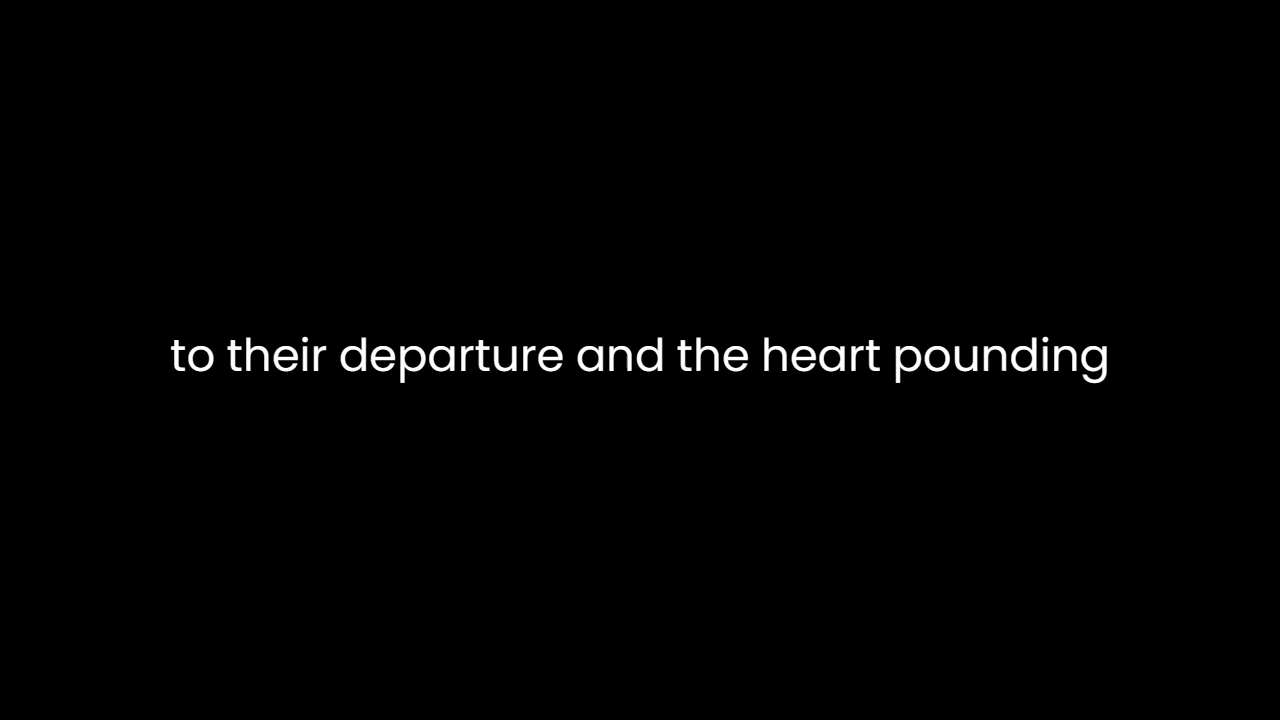 to their departure and the heart pounding